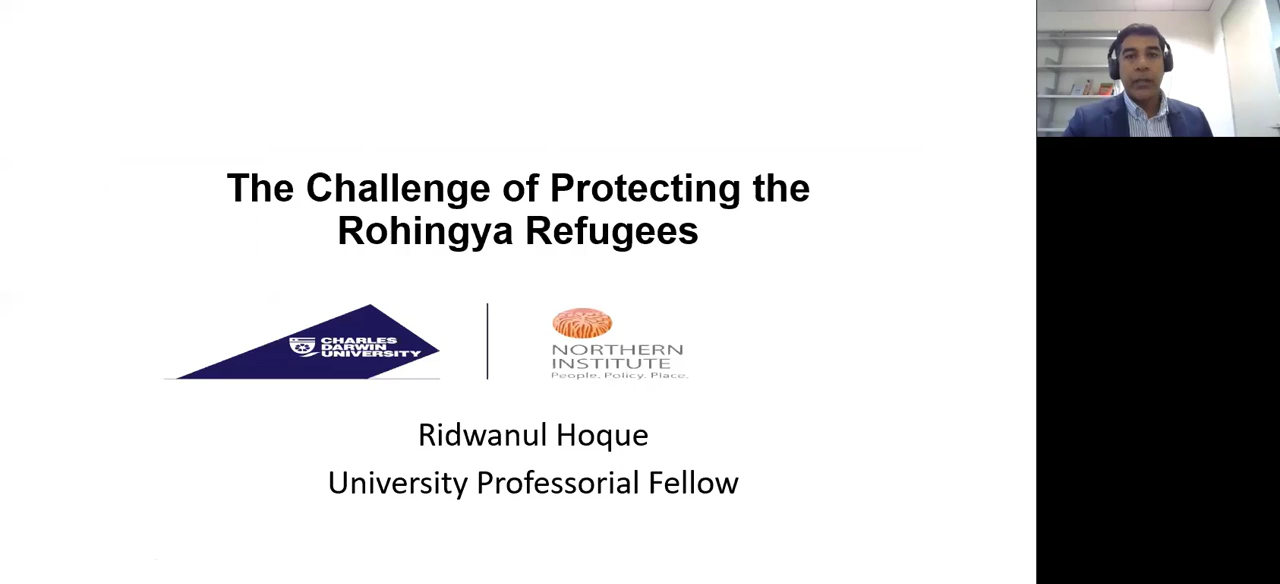 The Challenge of Protecting the
Rohingya Refugees
CHARLES
DARWIN
UNIVERSITY
NORTHERN
INSTITUTE
People. Policy. Place.
Ridwanul Hoque
University Professorial Fellow